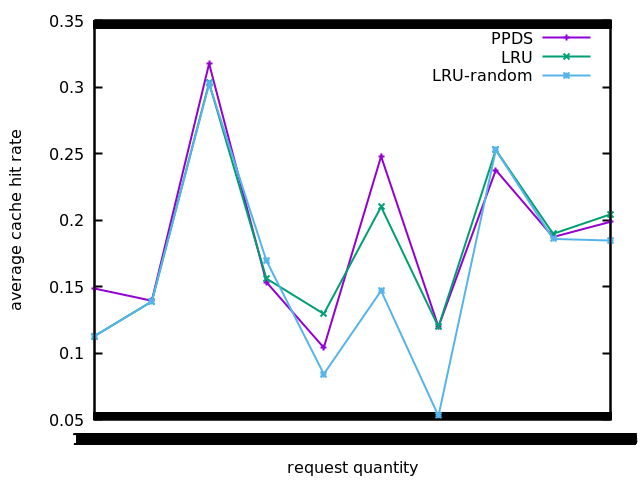 0.35
PPDS
LRU
LRU-random
0.3
0.25
0.2
0.15
0.1
0.05
average cache hit rate
request quantity